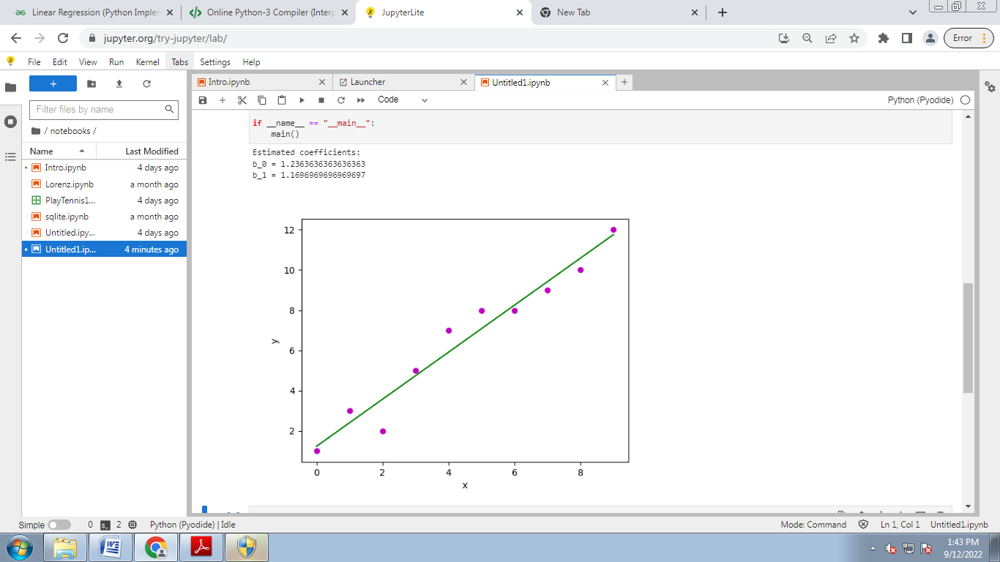 Linear Regression (Python Implen
Online Python-3 Compiler (Interp
JupyterLite
New Tab
jupyter.org/try-jupyter/lab/
Error
File Edit View Run Kernel Tabs Settings Help
Intro.ipynb
Launcher
Untitled1.ipynb
Code
Python (Pyodide)
Filter files by name
/ notebooks /
Name Last Modified
Intro.ipynb 4 days ago
Lorenz.ipynb a month ago
PlayTennis1... 4 days ago
sqlite.ipynb a month ago
Untitled.ipy... 4 days ago
Untitled1.ip... 4 minutes ago
if __name__ == "__main__":
main()
Estimated coefficients:
b_0 = 1.2363636363636363
b_1 = 1.1696969696969697
12
10
8
6
4
2
y
0 2 4 6 8
x
Simple 0 2 Python (Pyodide) | Idle Mode: Command Ln 1, Col 1 Untitled1.ipynb
1:43 PM
9/12/2022